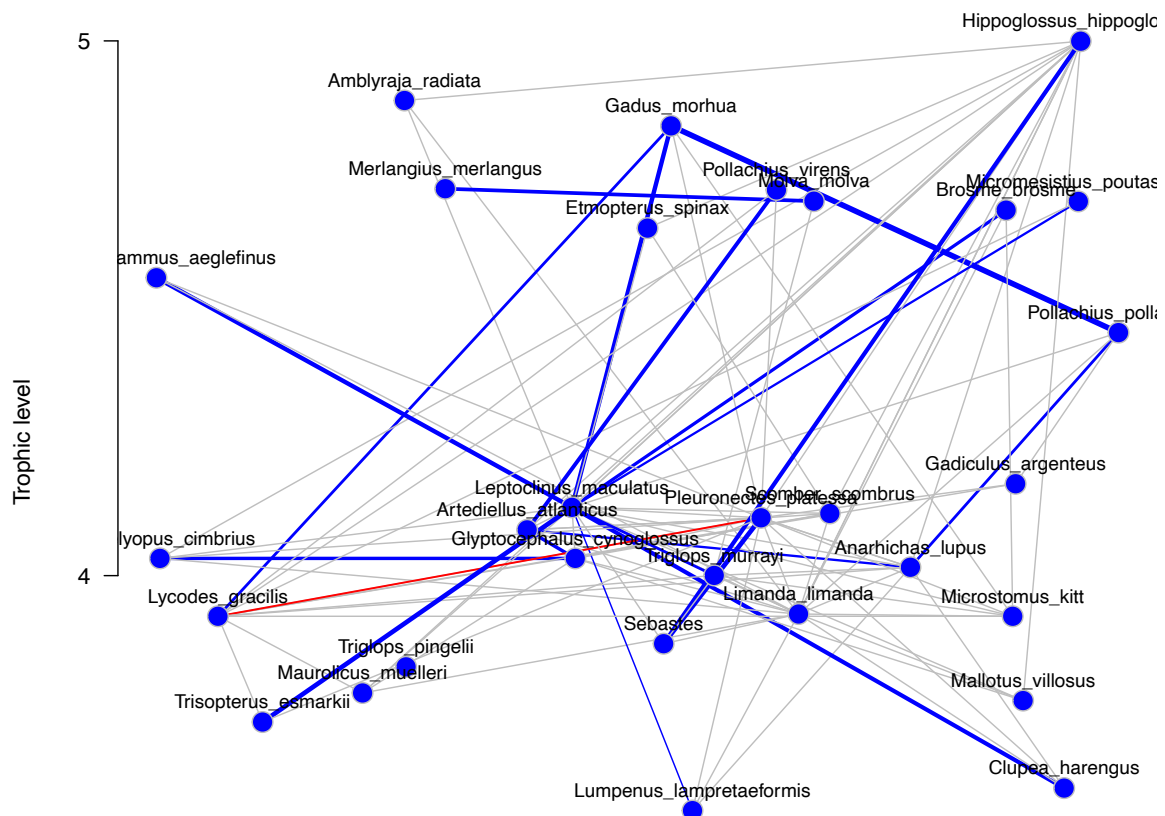 Hippoglossus_hippoglo
5
Amblyraja_radiata
Gadus_morhua
Merlangius_merlangus
Pollachius_virens
Molva_molva
Micromesistius_poutas
Brosme_brosme
Etmopterus_spinax
ammus_aeglefinus
Pollachius_polla
Trophic level
Gadiculus_argenteus
Leptoclinus_maculatus
Scomber_scombrus
Pleuronectes_platessa
Artediellus_atlanticus
lyopus_cimbrius
Glyptocephalus_cynoglossus
Anarhichas_lupus
Triglops_murrayi
4
Lycodes_gracilis
Limanda_limanda
Microstomus_kitt
Sebastes
Triglops_pingelii
Maurolicus_muelleri
Mallotus_villosus
Trisopterus_esmarkii
Clupea_harengus
Lumpenus_lampretaeformis